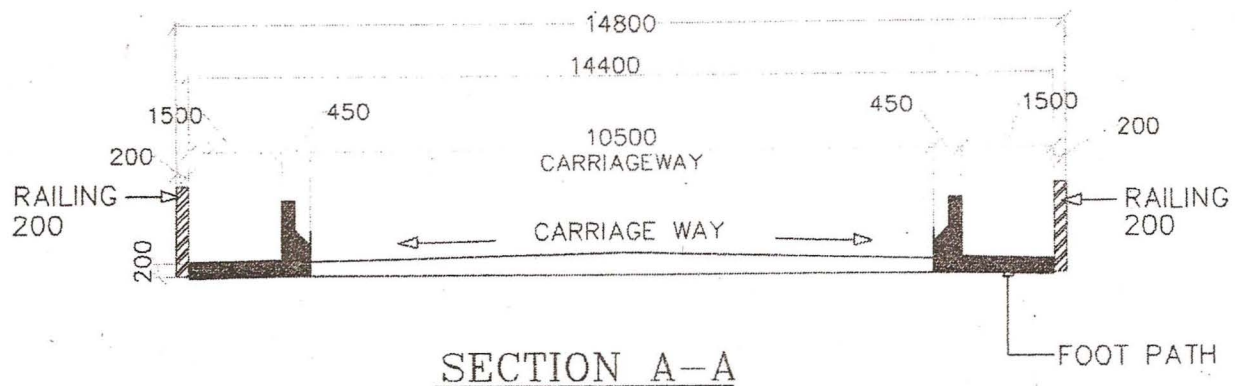 14800
14400
1500
450
450
1500
10500
200
200
CARRIAGEWAY
RAILING
200
RAILING
200
CARRIAGE WAY
200
FOOT PATH
SECTION A-A